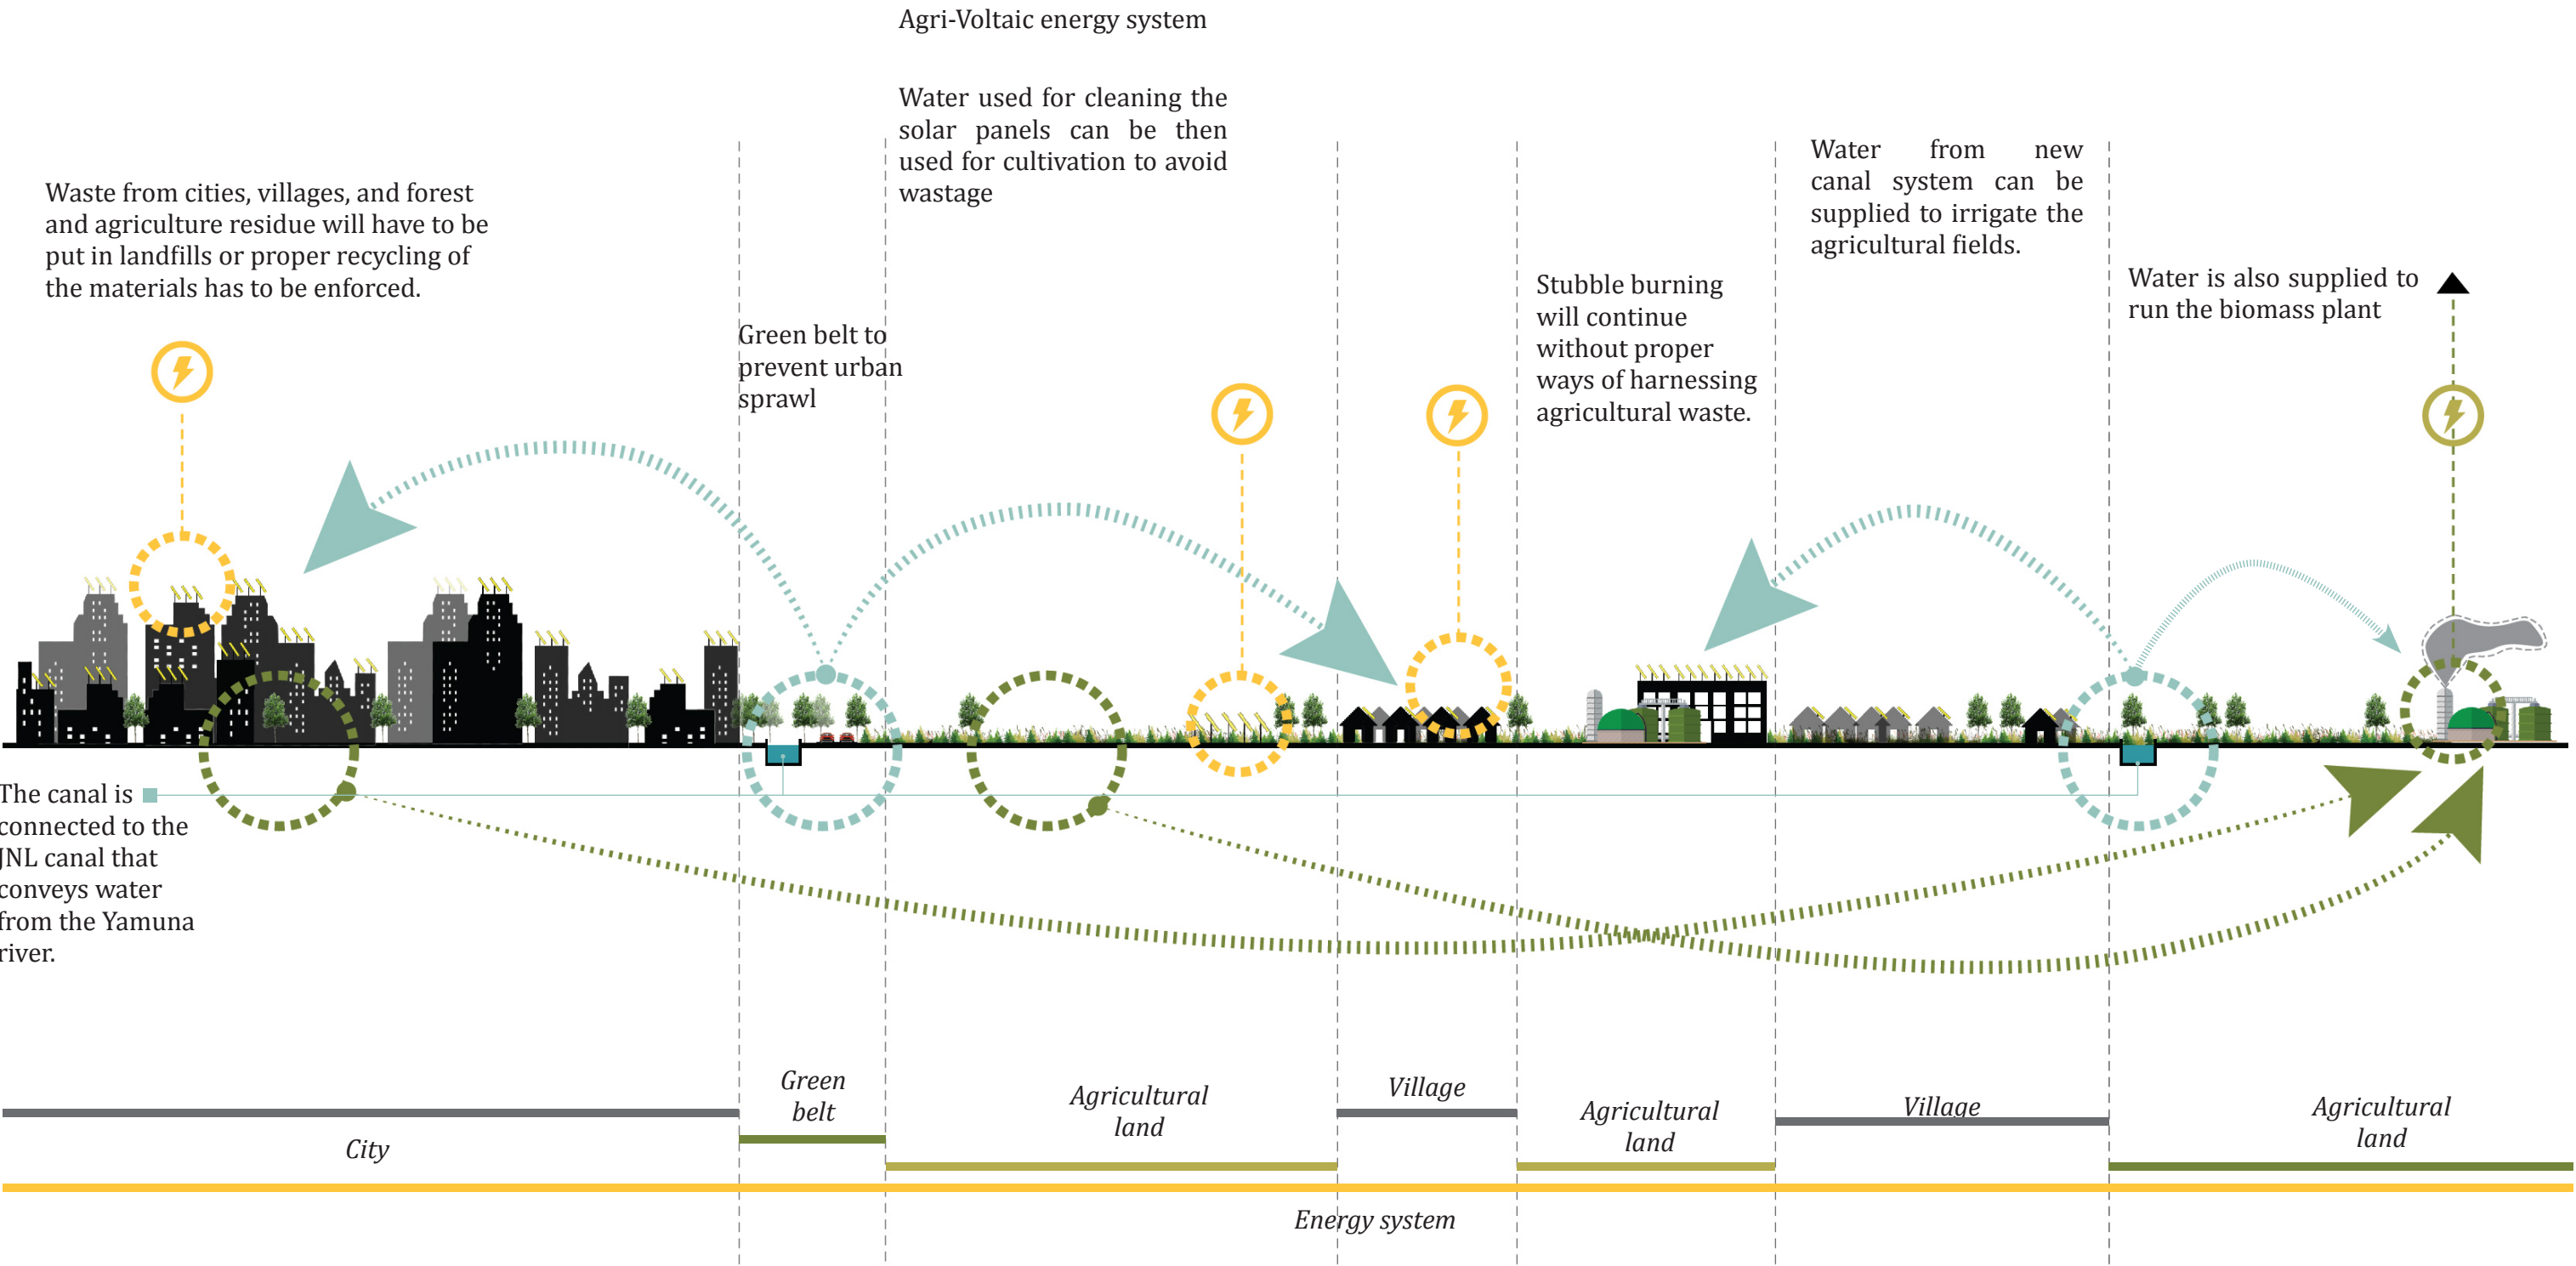 Agri-Voltaic energy system
Water used for cleaning the
solar panels can be then
used for cultivation to avoid
wastage
Waste from cities, villages, and forest
and agriculture residue will have to be
put in landfills or proper recycling of
the materials has to be enforced.
Green belt to
prevent urban
sprawl
Stubble burning
will continue
without proper
ways of harnessing
agricultural waste.
Water from new
canal system can be
supplied to irrigate the
agricultural fields.
Water is also supplied to
run the biomass plant
The canal is
connected to the
JNL canal that
conveys water
from the Yamuna
river.
City
Green
belt
Agricultural
land
Village
Agricultural
land
Village
Agricultural
land
Energy system